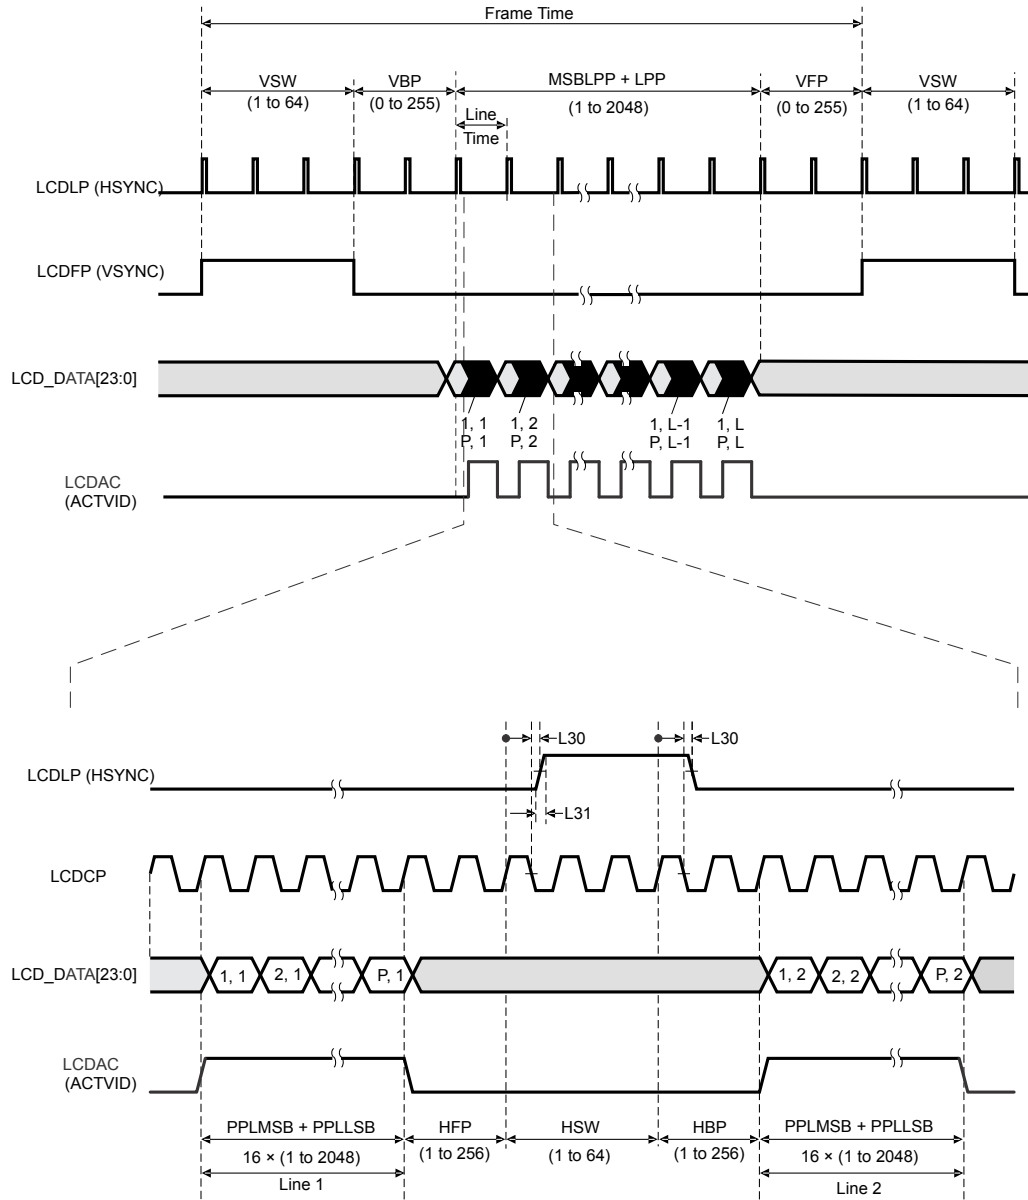 Frame Time
VSW
(1 to 64)
VBP
(0 to 255)
MSBLPP + LPP
(1 to 2048)
VFP
(0 to 255)
VSW
(1 to 64)
Line
Time
LCDLP (HSYNC)
LCDFP (VSYNC)
LCD_DATA[23:0]
1, 1
P, 1
1, 2
P, 2
1, L-1
P, L-1
1, L
P, L
LCDAC
(ACTVID)
L30
L30
LCDLP (HSYNC)
L31
LCDCP
LCD_DATA[23:0]
1, 1
2, 1
P, 1
1, 2
2, 2
P, 2
LCDAC
(ACTVID)
PPLMSB + PPLLSB
16 × (1 to 2048)
Line 1
HFP
(1 to 256)
HSW
(1 to 64)
HBP
(1 to 256)
PPLMSB + PPLLSB
16 × (1 to 2048)
Line 2